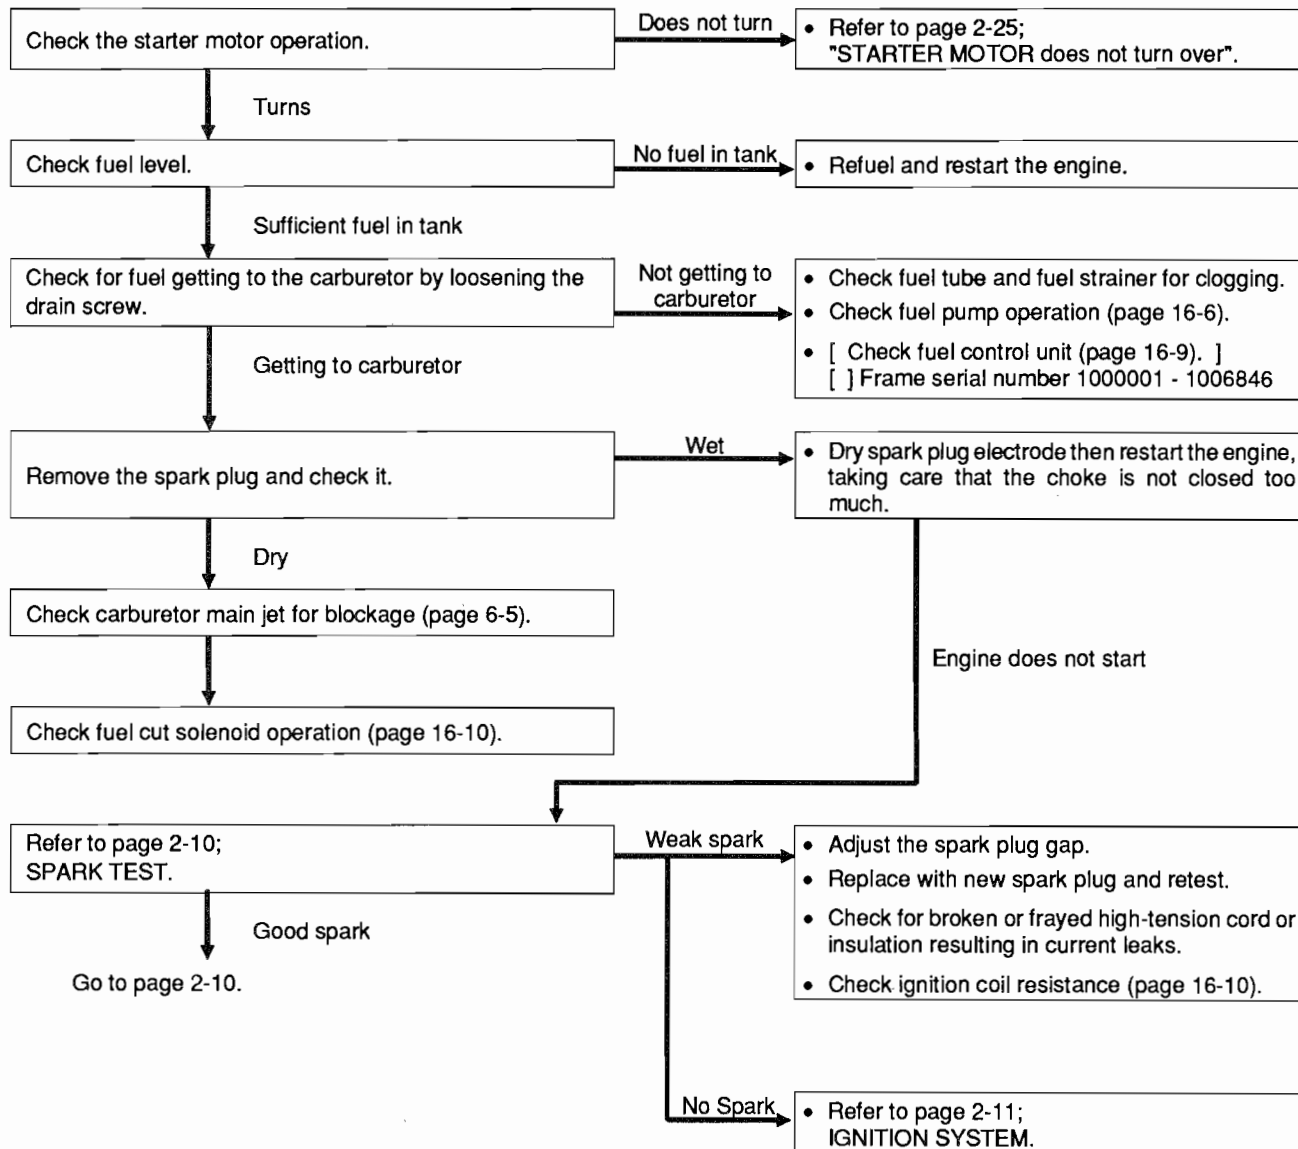 Check the starter motor operation.
Does not turn
• Refer to page 2-25;
"STARTER MOTOR does not turn over".
Turns
Check fuel level.
No fuel in tank
• Refuel and restart the engine.
Sufficient fuel in tank
Check for fuel getting to the carburetor by loosening the
drain screw.
Not getting to
carburetor
• Check fuel tube and fuel strainer for clogging.
• Check fuel pump operation (page 16-6).
• [ Check fuel control unit (page 16-9). ]
[ ] Frame serial number 1000001 - 1006846
Getting to carburetor
Remove the spark plug and check it.
Wet
• Dry spark plug electrode then restart the engine,
taking care that the choke is not closed too
much.
Dry
Check carburetor main jet for blockage (page 6-5).
Engine does not start
Check fuel cut solenoid operation (page 16-10).
Refer to page 2-10;
SPARK TEST.
Weak spark
• Adjust the spark plug gap.
• Replace with new spark plug and retest.
• Check for broken or frayed high-tension cord or
insulation resulting in current leaks.
• Check ignition coil resistance (page 16-10).
Good spark
Go to page 2-10.
No Spark
• Refer to page 2-11;
IGNITION SYSTEM.